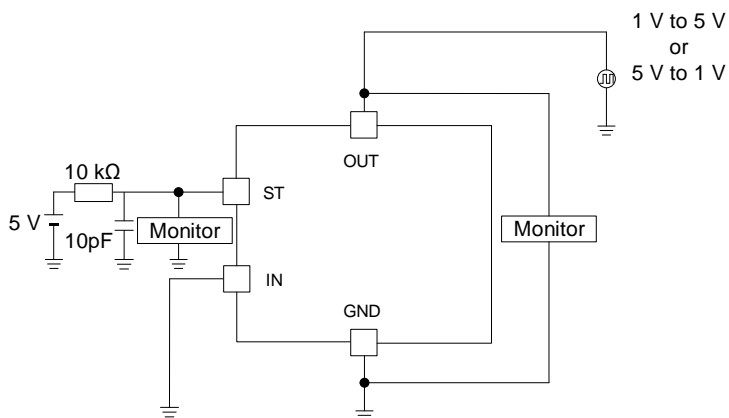 1 V to 5 V
or
5 V to 1 V
OUT
10 kΩ
ST
5 V
10pF
Monitor
Monitor
IN
GND